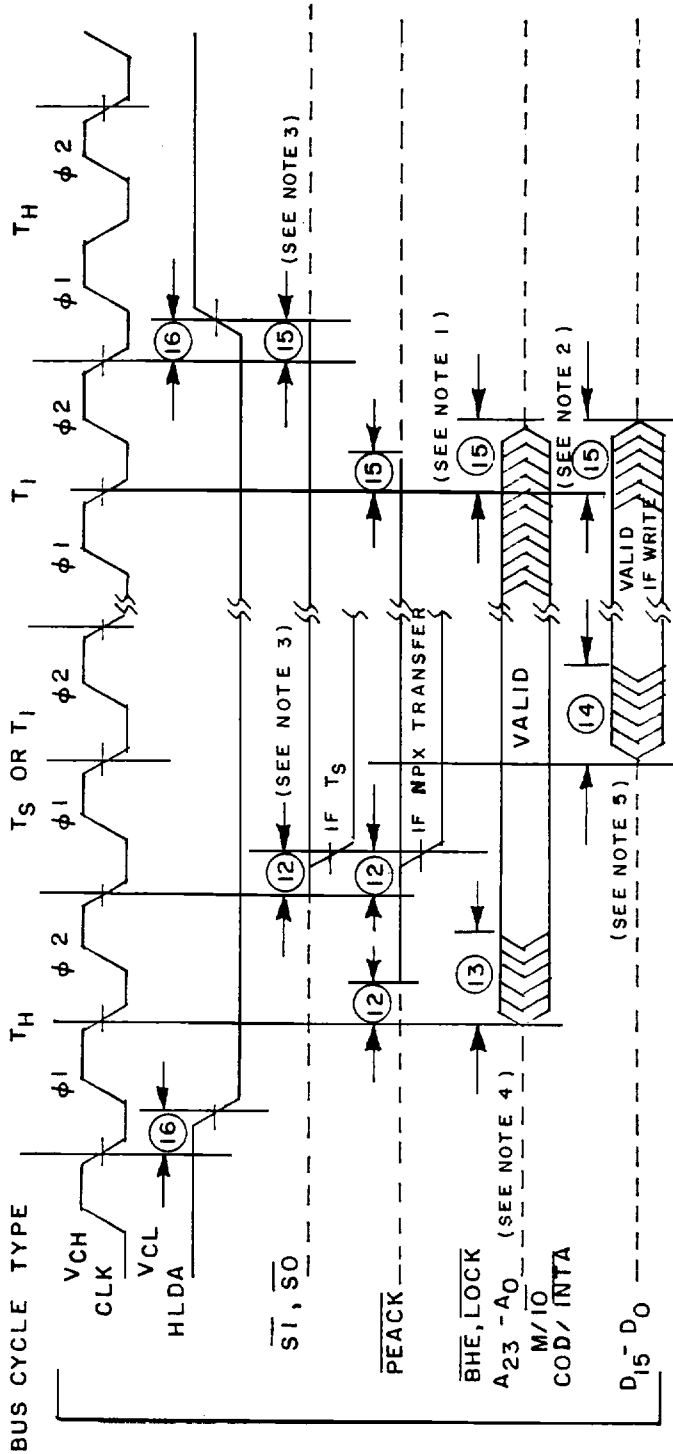 BUS CYCLE TYPE
T_H
T_S OR T_I
T_I
T_H
φ1
φ2
φ1
φ2
φ1
φ2
φ1
φ2
V_CH
CLK
V_CL
HLDA
16
16
S1, S0
12
(SEE NOTE 3)
IF T_S
15
(SEE NOTE 3)
PEACK
12
12
IF NPX TRANSFER
15
BHE, LOCK
A23 - A0 (SEE NOTE 4)
M/IO
COD/INTA
13
VALID
15
(SEE NOTE 1)
D15 - D0
(SEE NOTE 5)
14
VALID
IF WRITE
15
(SEE NOTE 2)